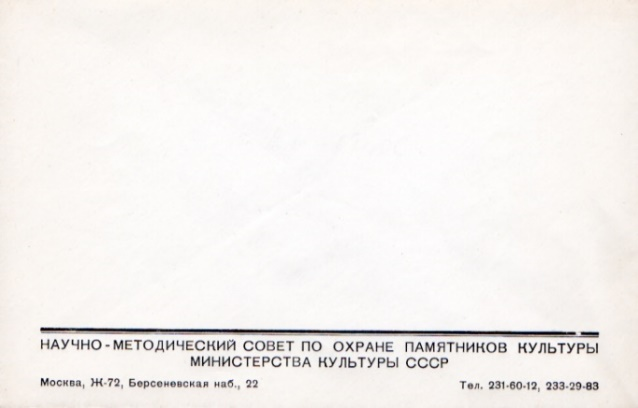 НАУЧНО-МЕТОДИЧЕСКИЙ СОВЕТ ПО ОХРАНЕ ПАМЯТНИКОВ КУЛЬТУРЫ
МИНИСТЕРСТВА КУЛЬТУРЫ СССР
Москва, Ж-72, Берсеневская наб., 22 Тел. 231-60-12, 233-29-83